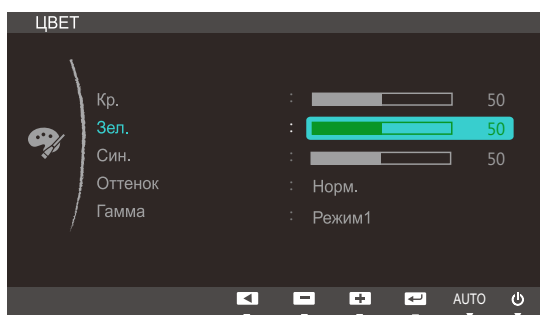 ЦВЕТ
Кр. : 50
Зел. : 50
Син. : 50
Оттенок : Норм.
Гамма : Режим1
AUTO